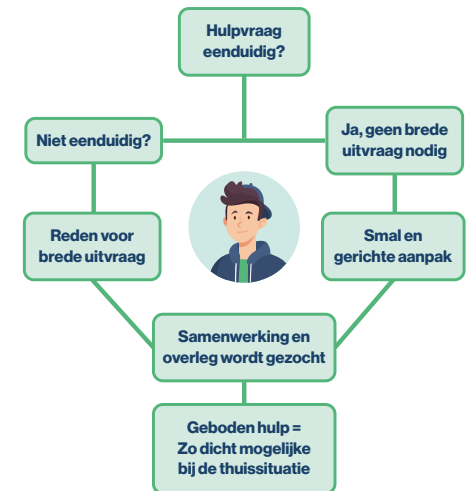 Hulpvraag
eenduidig?
Niet eenduidig?
Ja, geen brede
uitvraag nodig
Reden voor
brede uitvraag
Smal en
gerichte aanpak
Samenwerking en
overleg wordt gezocht
Geboden hulp =
Zo dicht mogelijke
bij de thuissituatie